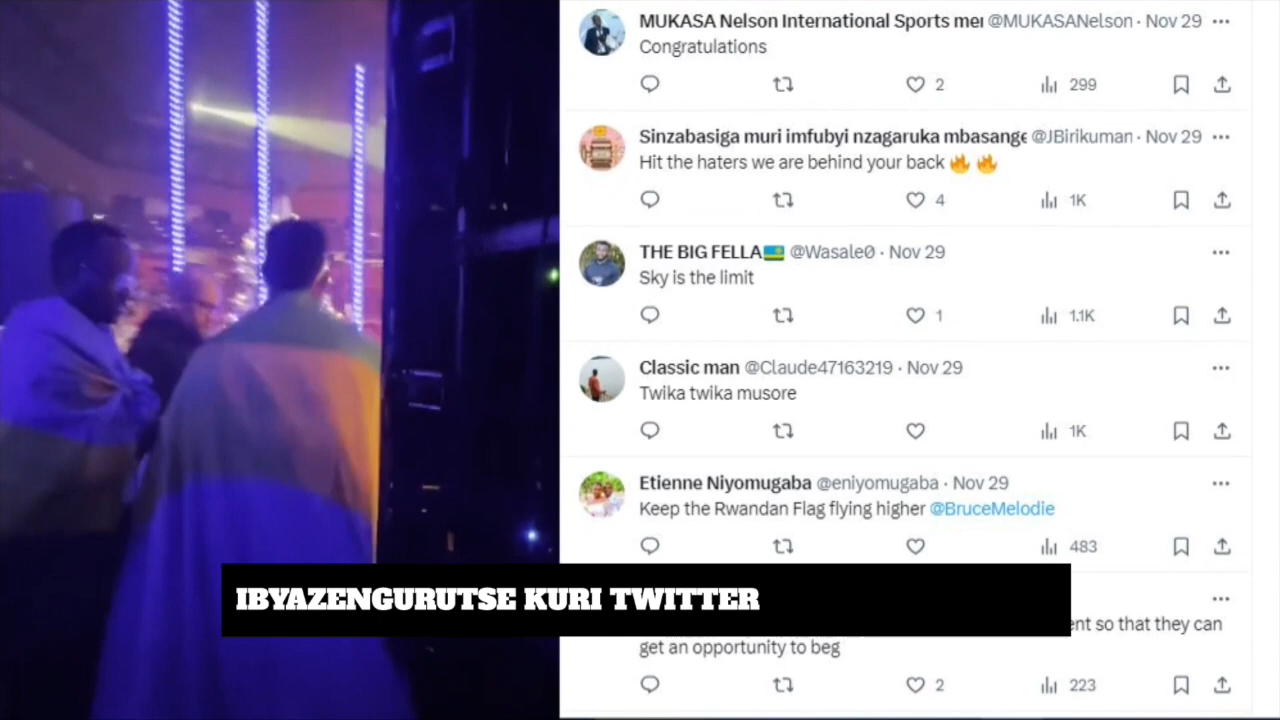 MUKASA Nelson International Sports mei @MUKASANelson · Nov 29
Congratulations
2 299
Sinzabasiga muri imfubyi nzagaruka mbasange @JBirikuman · Nov 29
Hit the haters we are behind your back 🔥 🔥
4 1K
THE BIG FELLA🇷🇼 @Wasale0 · Nov 29
Sky is the limit
1 1.1K
Classic man @Claude47163219 · Nov 29
Twika twika musore
1K
Etienne Niyomugaba @eniyomugaba · Nov 29
Keep the Rwandan Flag flying higher @BruceMelodie
483
IBYAZENGURUTSE KURI TWITTER
so that they can
get an opportunity to beg
2 223